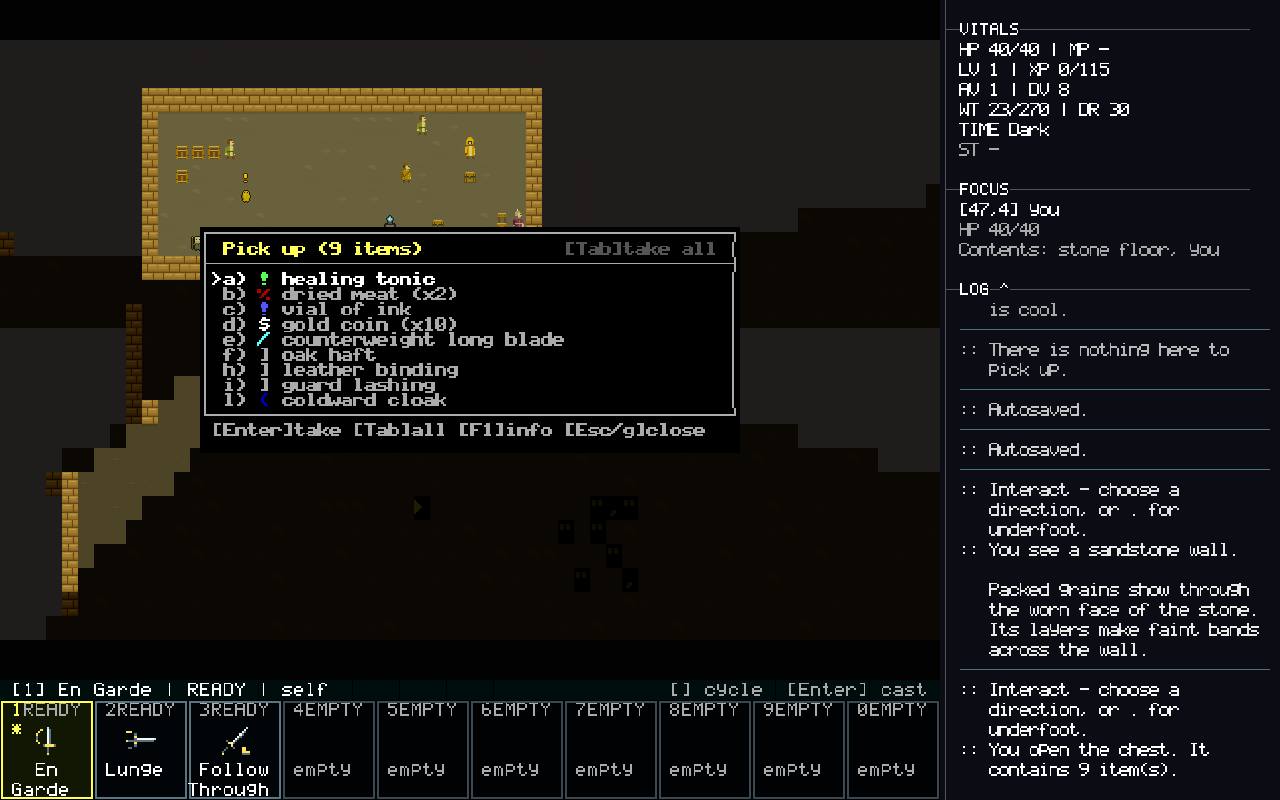 VITALS
HP 40/40 | MP -
LV 1 | XP 0/115
AV 1 | DV 8
WT 23/270 | DR 30
TIME Dark
ST -
FOCUS
[47,4] You
HP 40/40
Contents: stone floor, You
LOG ^
is cool.
:: There is nothing here to
Pick uP.
:: Autosaved.
:: Autosaved.
:: Interact - choose a
direction, or . for
underfoot.
:: You see a sandstone wall.
Packed grains show through
the worn face of the stone.
Its layers make faint bands
across the wall.
:: Interact - choose a
direction, or . for
underfoot.
:: You oPen the chest. It
contains 9 item(s).
Pick up (9 items) [Tab]take all
>a) ! healing tonic
b) % dried meat (x2)
c) ! vial of ink
d) $ gold coin (x10)
e) / counterweight long blade
f) ] oak haft
h) ] leather binding
i) ] guard lashing
l) ( coldward cloak
[Enter]take [Tab]all [F1]info [Esc/g]close
[1] En Garde | READY | self [] cycle [Enter] cast
1READY 2READY 3READY 4EMPTY 5EMPTY 6EMPTY 7EMPTY 8EMPTY 9EMPTY 0EMPTY
*
En Garde Lunge Follow Through emPty emPty emPty emPty emPty emPty emPty